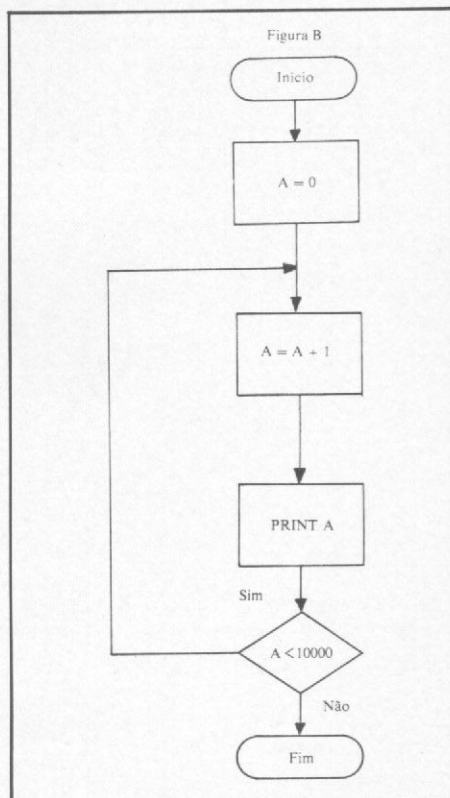 Figura B
Inicio
A = 0
A = A + 1
PRINT A
Sim
A < 10000
Não
Fim